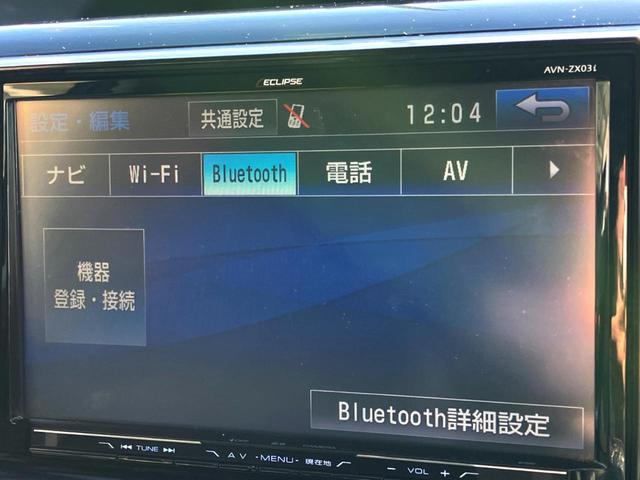 ECLIPSE
AVN-ZX03i
設定・編集
共通設定
12:04
ナビ
Wi-Fi
Bluetooth
電話
AV
機器
登録・接続
Bluetooth詳細設定
TUNE
AV
-MENU-
現在地
− VOL +